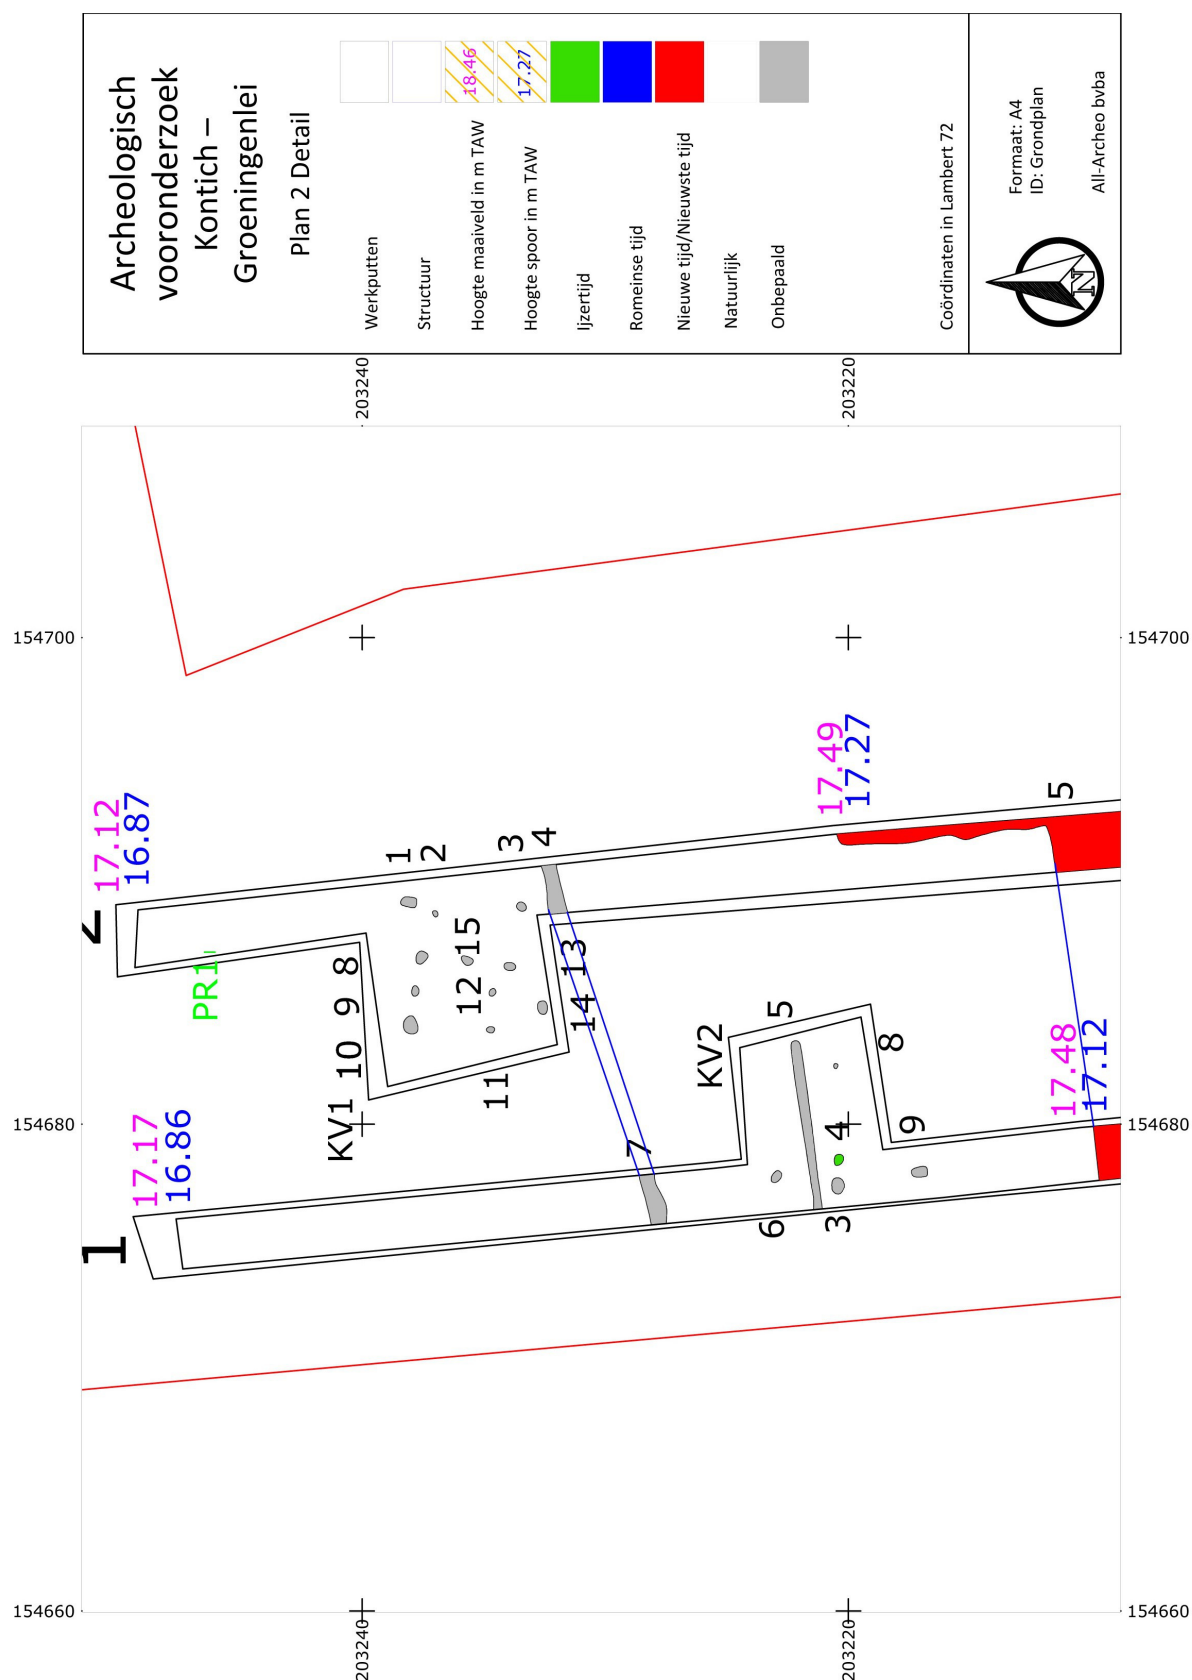 Archeologisch
vooronderzoek
Kontich –
Groeningenlei
Plan 2 Detail
Werkputten
Structuur
Hoogte maaiveld in m TAW
18.46
Hoogte spoor in m TAW
17.27
Ijzertijd
Romeinse tijd
Nieuwe tijd/Nieuwste tijd
Natuurlijk
Onbepaald
Coördinaten in Lambert 72
Formaat: A4
ID: Grondplan
All-Archeo bvba
N
203240
203220
154700
154700
17.49
17.27
5
17.12
16.87
2
1
2
3
4
PR1
8
9
10
KV1
15
12
13
14
11
KV2
5
8
9
17.48
17.12
154680
154680
17.17
16.86
1
7
4
6
3
154660
154660
203240
203220